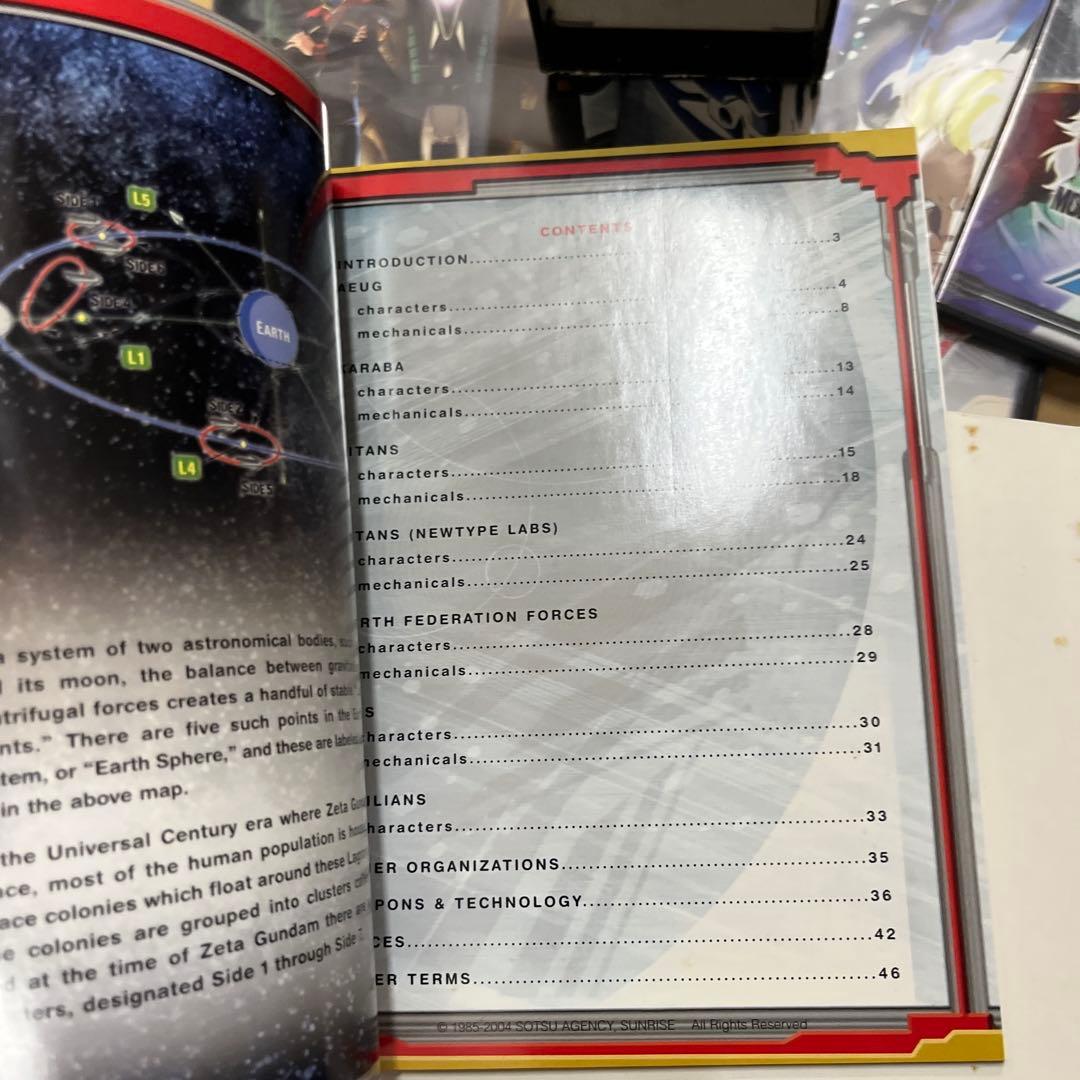 L5
SIDE6
SIDE4
EARTH
L1
L4
SIDE5
a system of two astronomical bodies,
its moon, the balance between
trifugal forces creates a handful of
nts.” There are five such points in the
tem, or “Earth Sphere,” and these are
in the above map.
the Universal Century era where Zeta
ce, most of the human population is
ace colonies which float around these
e colonies are grouped into clusters
d at the time of Zeta Gundam there
ters, designated Side 1 through Side
CONTENTS
INTRODUCTION..........3
AEUG
characters..........4
mechanicals..........8
ARABA
characters..........13
mechanicals..........14
ITANS
characters..........15
mechanicals..........18
TANS (NEWTYPE LABS)
characters..........24
mechanicals..........25
RTH FEDERATION FORCES
characters..........28
mechanicals..........29
S
characters..........30
mechanicals..........31
ILIANS
haracters..........33
ER ORGANIZATIONS..........35
PONS & TECHNOLOGY..........36
CES..........42
ER TERMS..........46
© 1985-2004 SOTSU AGENCY, SUNRISE All Rights Reserved